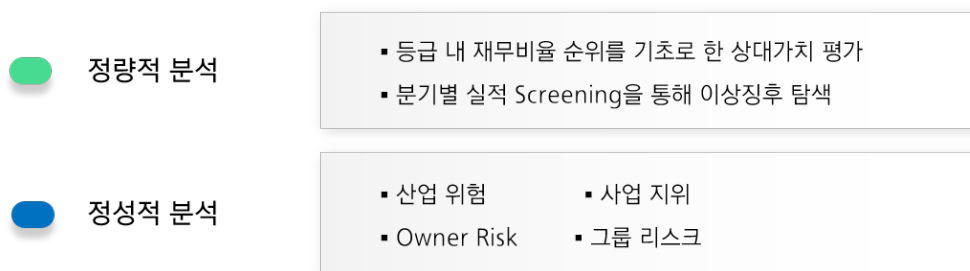 정량적 분석
▪ 등급 내 재무비율 순위를 기초로 한 상대가치 평가
▪ 분기별 실적 Screening을 통해 이상징후 탐색
정성적 분석
▪ 산업 위험 ▪ 사업 지위
▪ Owner Risk ▪ 그룹 리스크